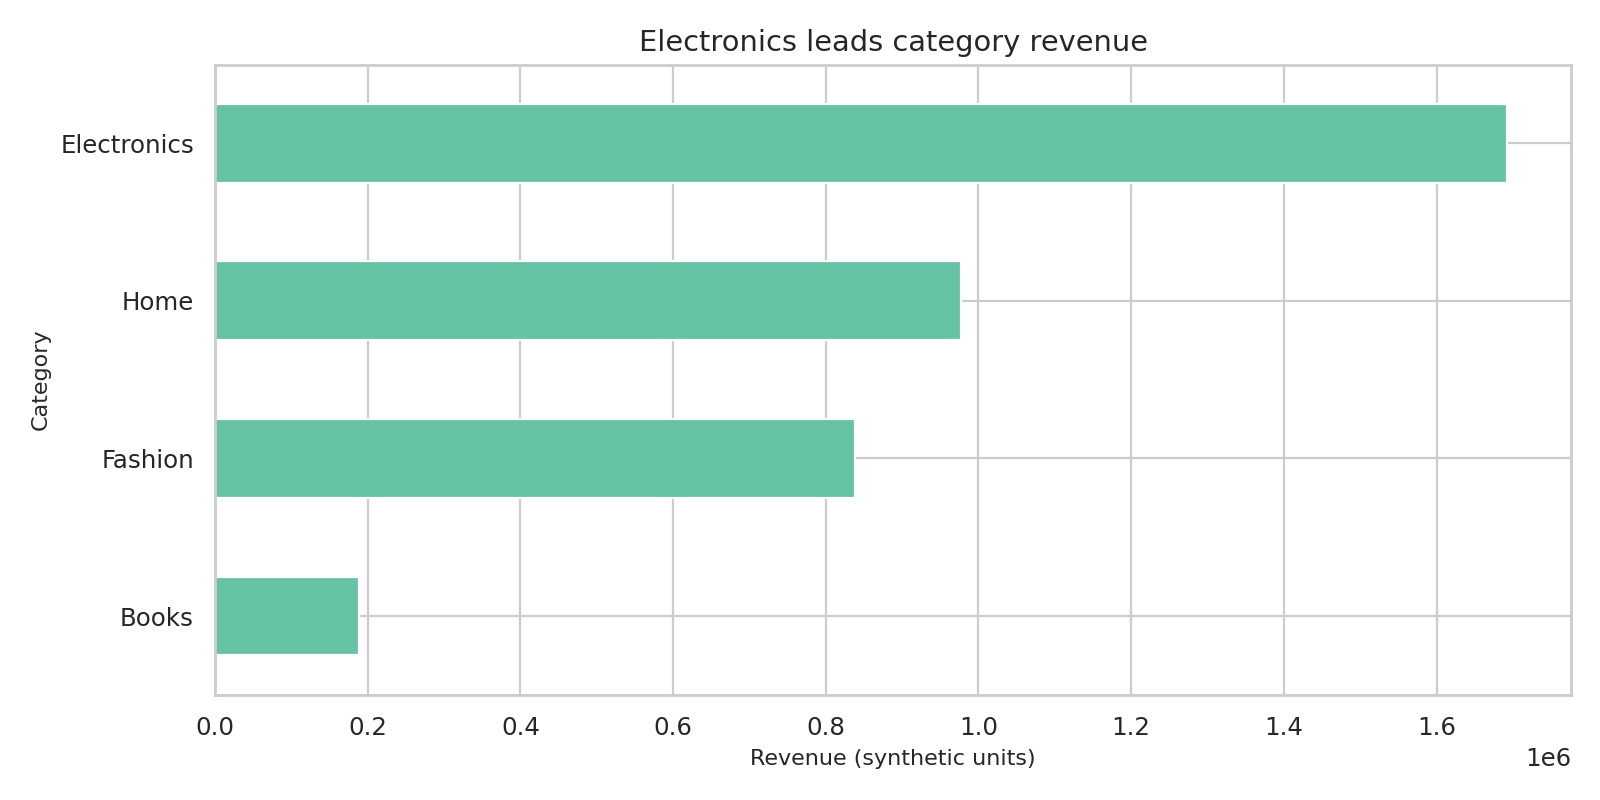 Electronics leads category revenue
Electronics
Home
Fashion
Books
Category
0.0 0.2 0.4 0.6 0.8 1.0 1.2 1.4 1.6
Revenue (synthetic units)
1e6